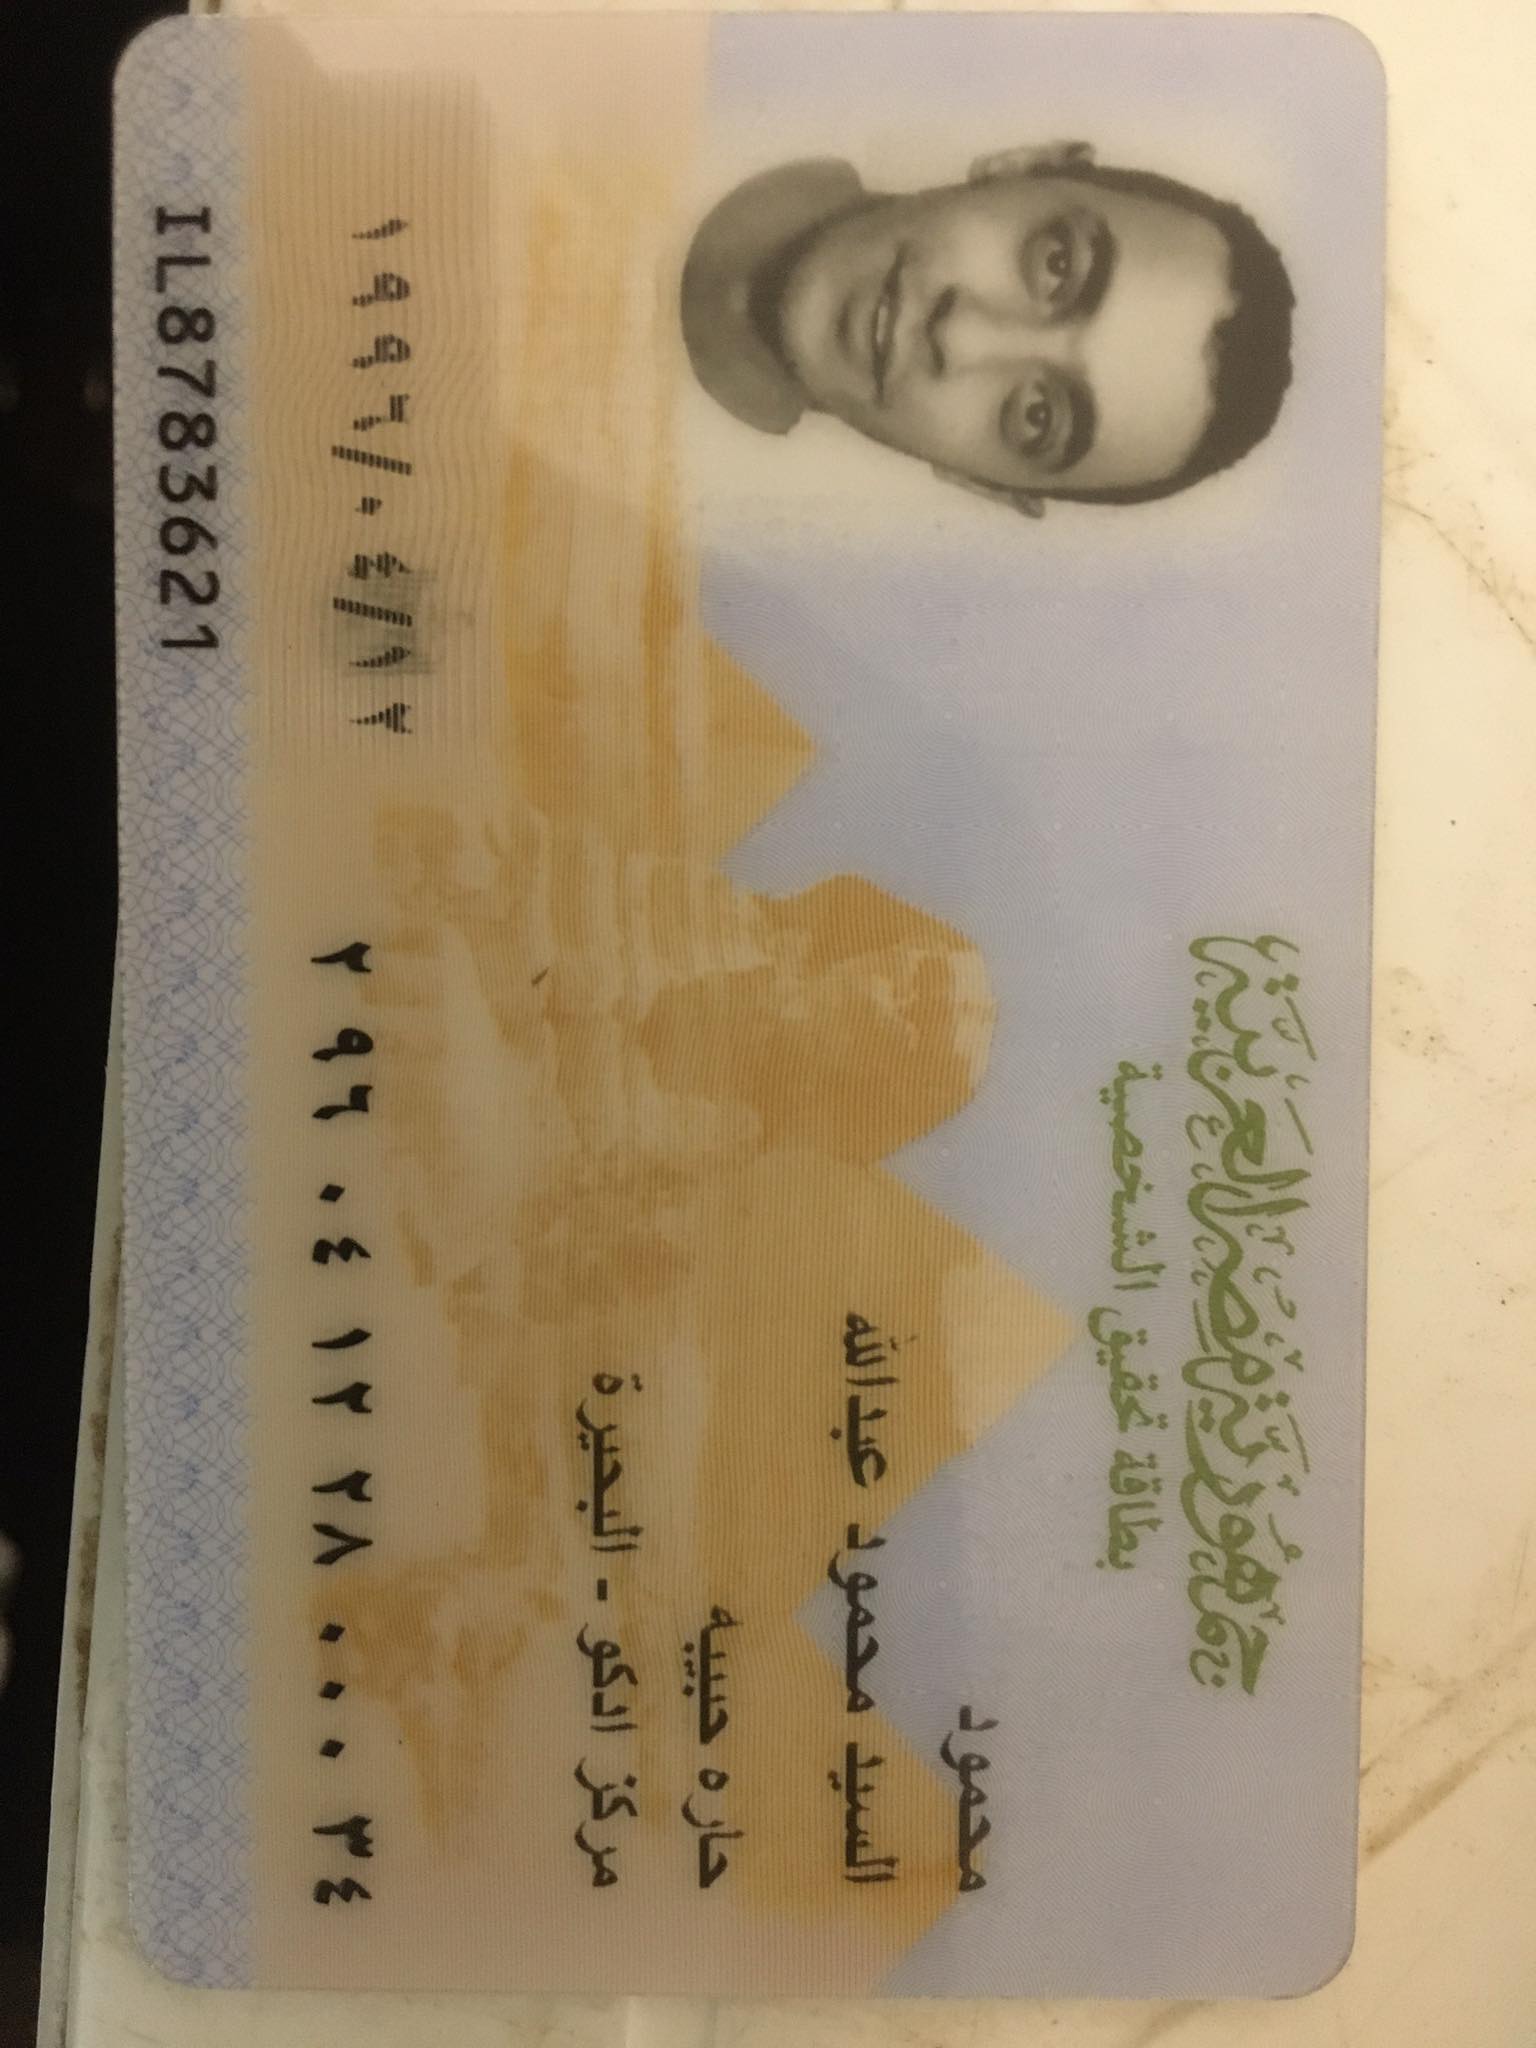 جمهورية مصر العربية
بطاقة تحقيق الشخصية
محمود
السيد محمود عبدالله
حاره حبيبه
مركز ادكو - البحيرة
١٩٩٦/٠٤/١٢
٢ ٩٦ ٠٤ ١٢ ٢٨ ٠٠٠ ٣٤
IL8783621